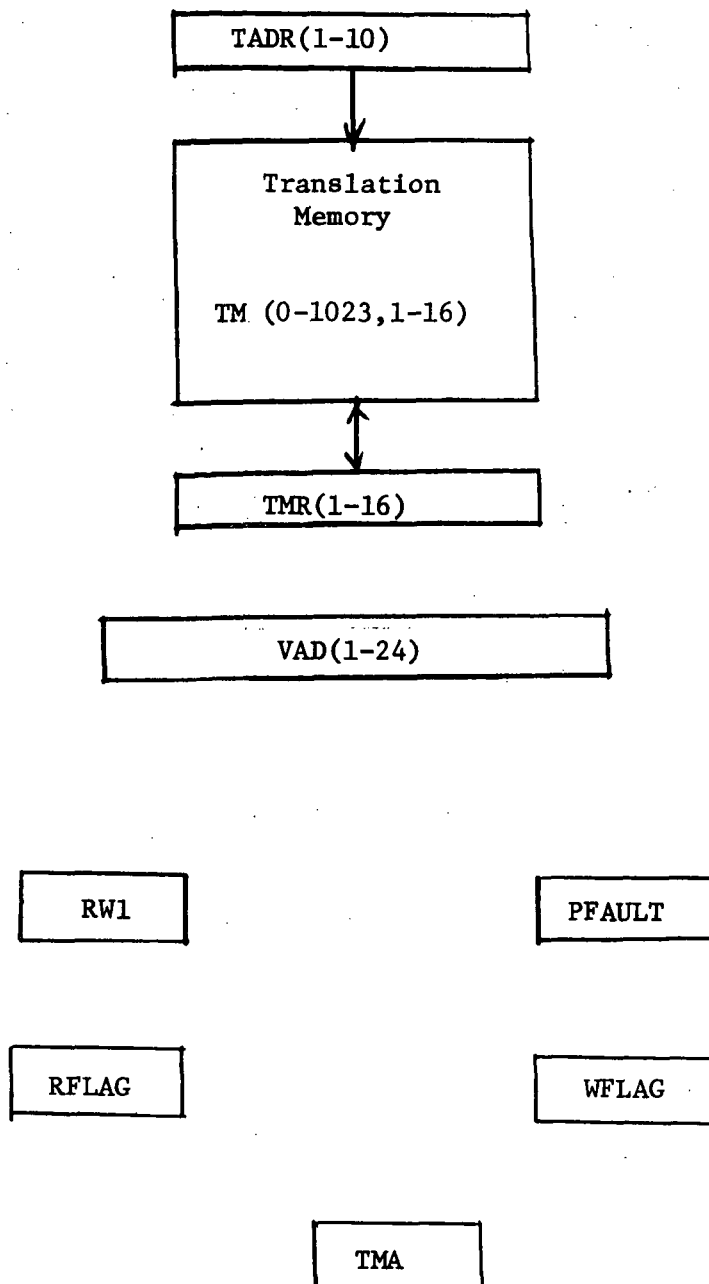 TADR(1-10)
Translation
Memory
TM (0-1023,1-16)
TMR(1-16)
VAD(1-24)
RW1
PFAULT
RFLAG
WFLAG
TMA